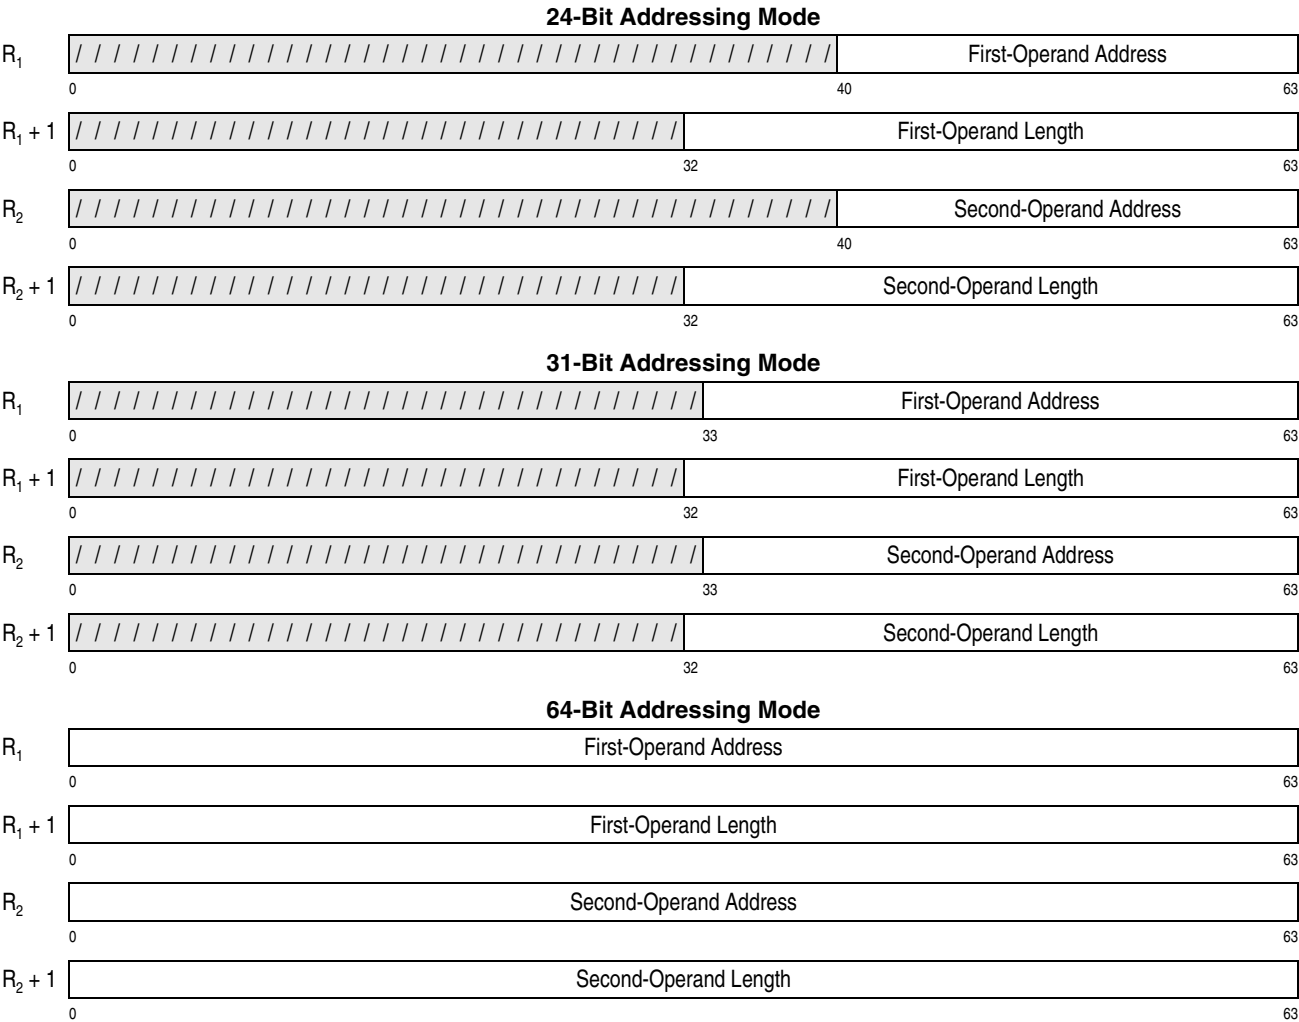 24-Bit Addressing Mode
R₁ / / / / / / / / / / / / / / / / / / / / / / / / / / / / / / / / / / / / / / / / First-Operand Address
0 40 63
R₁ + 1 / / / / / / / / / / / / / / / / / / / / / / / / / / / / / / / / First-Operand Length
0 32 63
R₂ / / / / / / / / / / / / / / / / / / / / / / / / / / / / / / / / / / / / / / / / Second-Operand Address
0 40 63
R₂ + 1 / / / / / / / / / / / / / / / / / / / / / / / / / / / / / / / / Second-Operand Length
0 32 63
31-Bit Addressing Mode
R₁ / / / / / / / / / / / / / / / / / / / / / / / / / / / / / / / / / First-Operand Address
0 33 63
R₁ + 1 / / / / / / / / / / / / / / / / / / / / / / / / / / / / / / / / First-Operand Length
0 32 63
R₂ / / / / / / / / / / / / / / / / / / / / / / / / / / / / / / / / / Second-Operand Address
0 33 63
R₂ + 1 / / / / / / / / / / / / / / / / / / / / / / / / / / / / / / / / Second-Operand Length
0 32 63
64-Bit Addressing Mode
R₁ First-Operand Address
0 63
R₁ + 1 First-Operand Length
0 63
R₂ Second-Operand Address
0 63
R₂ + 1 Second-Operand Length
0 63